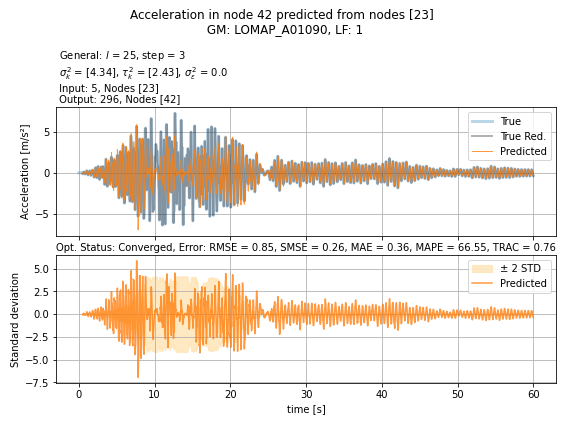 Acceleration in node 42 predicted from nodes [23]
GM: LOMAP_A01090, LF: 1
General: l = 25, step = 3
σ²ₖ = [4.34], τ²ₖ = [2.43], σ²ε = 0.0
Input: 5, Nodes [23]
Output: 296, Nodes [42]
Acceleration [m/s²]
5
0
−5
True
True Red.
Predicted
Opt. Status: Converged, Error: RMSE = 0.85, SMSE = 0.26, MAE = 0.36, MAPE = 66.55, TRAC = 0.76
Standard deviation
5.0
2.5
0.0
−2.5
−5.0
−7.5
± 2 STD
Predicted
0 10 20 30 40 50 60
time [s]